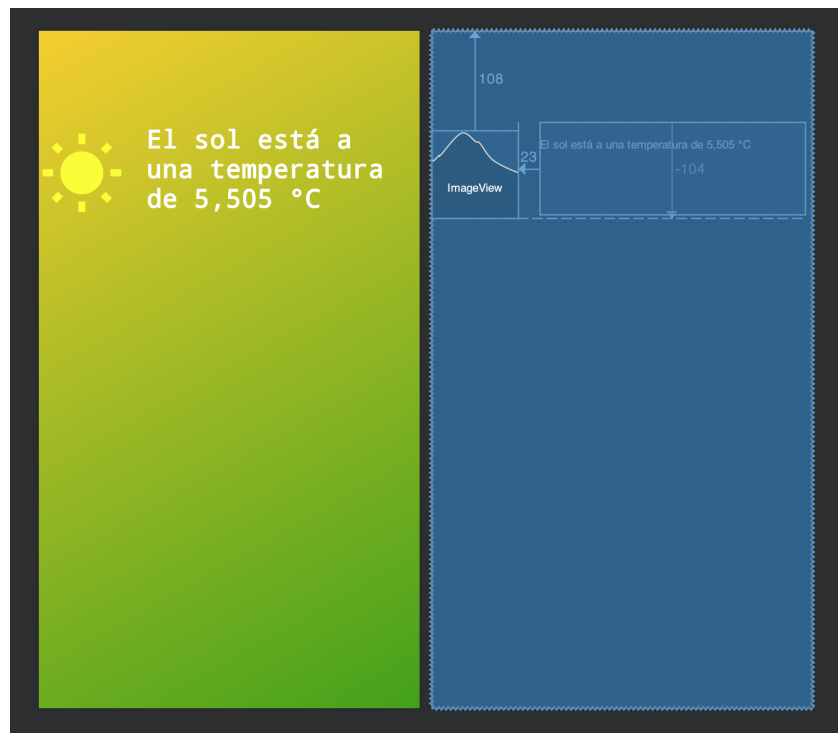 El sol está a
una temperatura
de 5,505 °C
108
23
El sol está a una temperatura de 5,505 °C
-104
ImageView